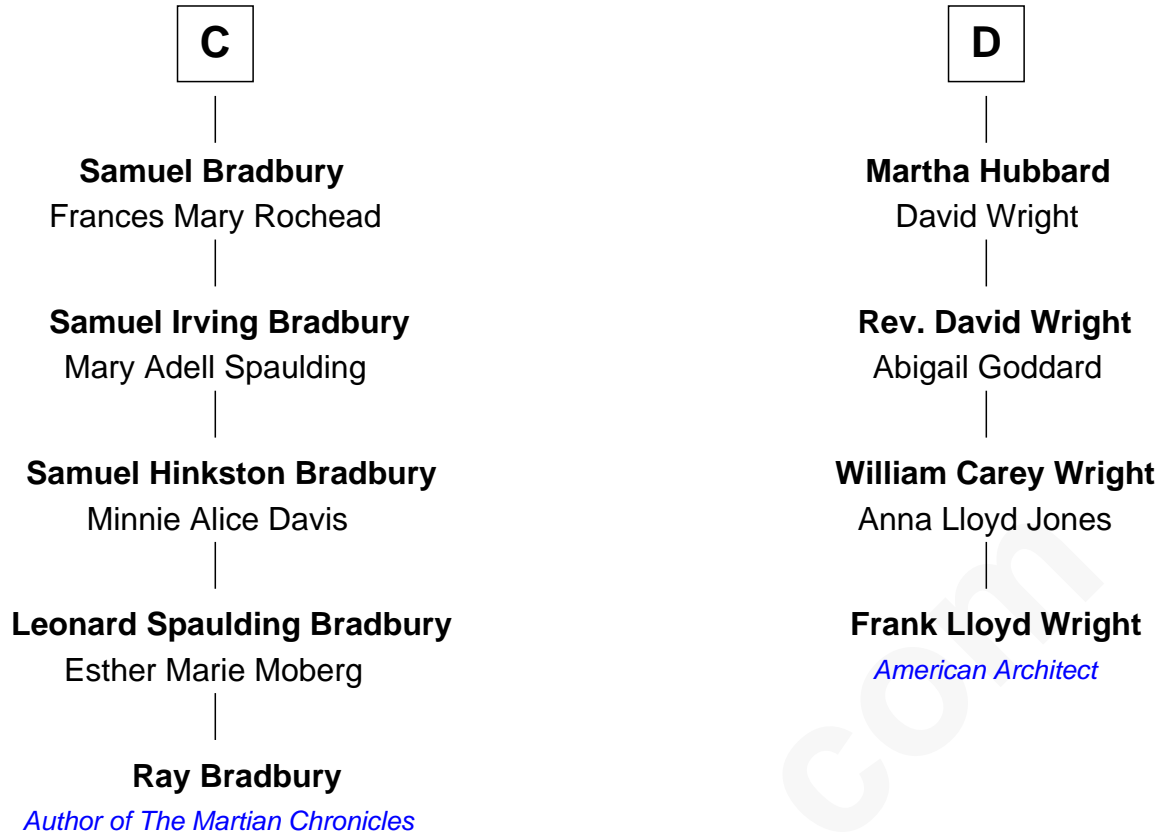 C
Samuel Bradbury
Frances Mary Rochead
Samuel Irving Bradbury
Mary Adell Spaulding
Samuel Hinkston Bradbury
Minnie Alice Davis
Leonard Spaulding Bradbury
Esther Marie Moberg
Ray Bradbury
Author of The Martian Chronicles
D
Martha Hubbard
David Wright
Rev. David Wright
Abigail Goddard
William Carey Wright
Anna Lloyd Jones
Frank Lloyd Wright
American Architect
com